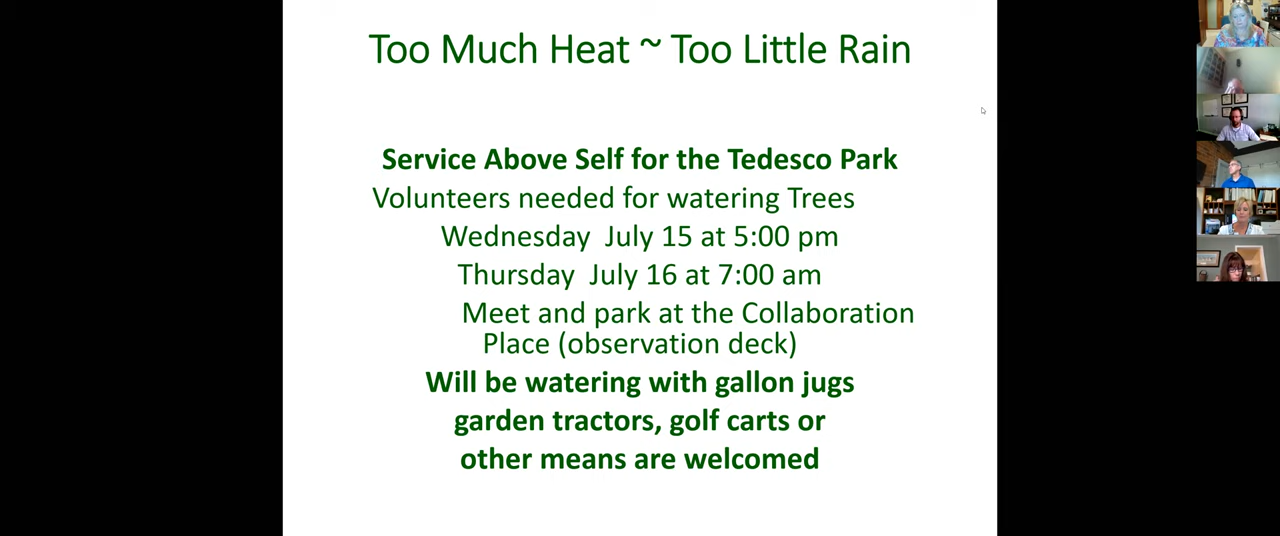 Too Much Heat ~ Too Little Rain
Service Above Self for the Tedesco Park
Volunteers needed for watering Trees
Wednesday July 15 at 5:00 pm
Thursday July 16 at 7:00 am
Meet and park at the Collaboration
Place (observation deck)
Will be watering with gallon jugs
garden tractors, golf carts or
other means are welcomed